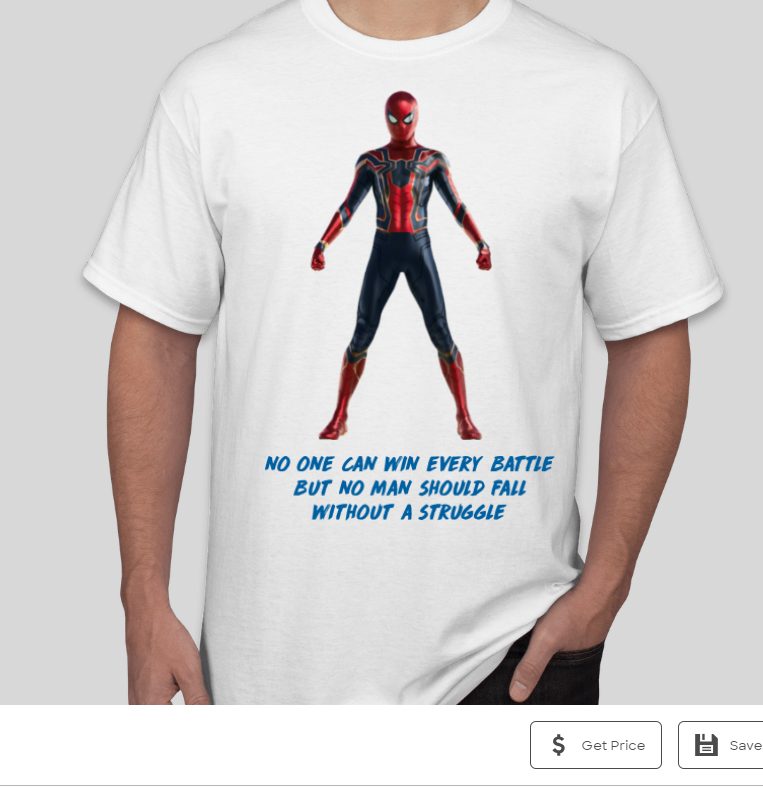 NO ONE CAN WIN EVERY BATTLE
BUT NO MAN SHOULD FALL
WITHOUT A STRUGGLE
$ Get Price
Save